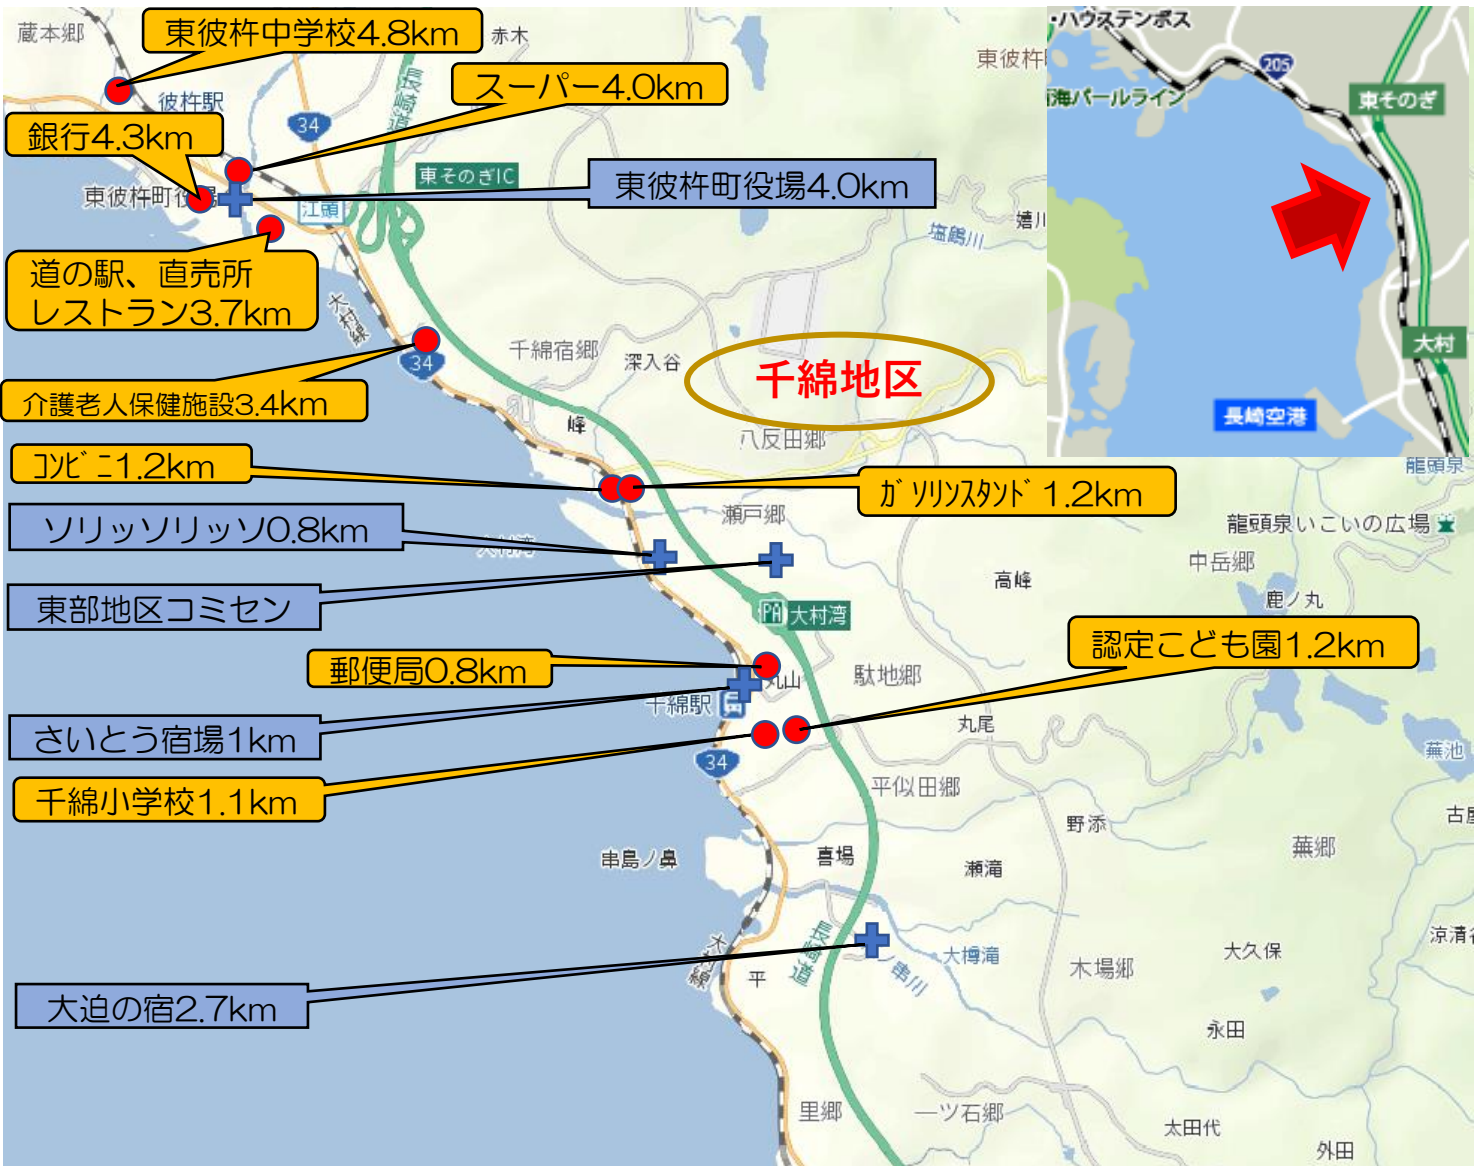 蔵本郷
東彼杵中学校4.8km
赤木
長崎道
スーパー4.0km
彼杵駅
34
銀行4.3km
東そのぎIC
東彼杵町役場4.0km
東彼杵町役場
江頭
塩鶴川
道の駅、直売所
レストラン3.7km
大村線
34
千綿宿郷
深入谷
千綿地区
介護老人保健施設3.4km
峰
八反田郷
コンビニ1.2km
ガソリンスタンド1.2km
瀬戸郷
ソリッソリッソ0.8km
大村湾
東部地区コミセン
高峰
中岳郷
龍頭泉
龍頭泉いこいの広場
鹿ノ丸
PA 大村湾
認定こども園1.2km
郵便局0.8km
丸山
駄地郷
千綿駅
さいとう宿場1km
丸尾
34
蕪池
千綿小学校1.1km
平似田郷
野添
串島ノ鼻
喜場
瀬滝
蕪郷
長崎道
大村線
平
大樽滝
木場郷
大久保
大迫の宿2.7km
永田
里郷
一ツ石郷
太田代
外田
・ハウステンボス
205
東そのぎ
海パールライン
大村
長崎空港